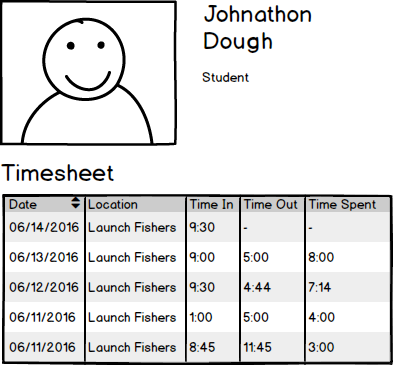 Johnathon
Dough
Student
Timesheet
Date Location Time In Time Out Time Spent
06/14/2016 Launch Fishers 9:30 - -
06/13/2016 Launch Fishers 9:00 5:00 8:00
06/12/2016 Launch Fishers 9:30 4:44 7:14
06/11/2016 Launch Fishers 1:00 5:00 4:00
06/11/2016 Launch Fishers 8:45 11:45 3:00